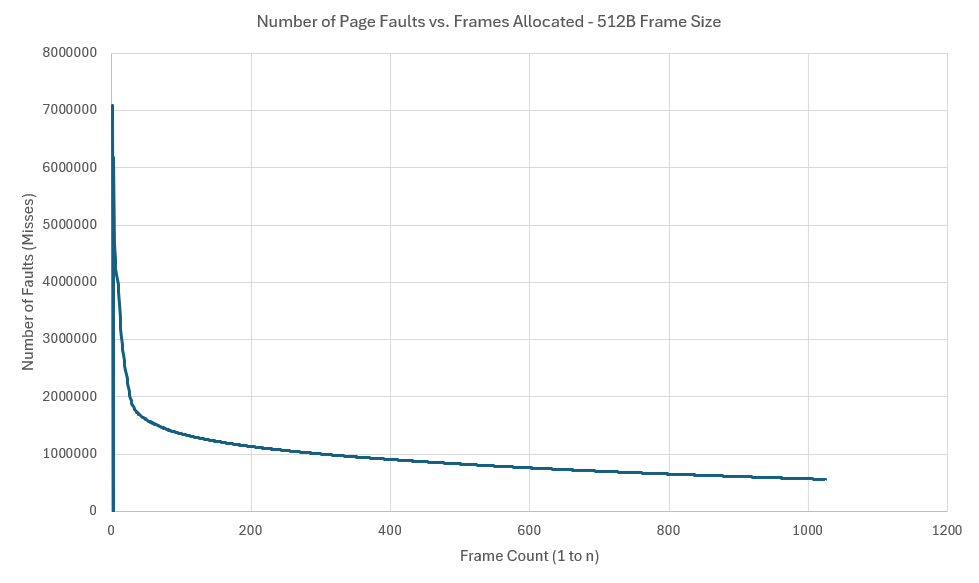 Number of Page Faults vs. Frames Allocated - 512B Frame Size
8000000
7000000
6000000
5000000
4000000
3000000
2000000
1000000
0
Number of Faults (Misses)
0 200 400 600 800 1000 1200
Frame Count (1 to n)